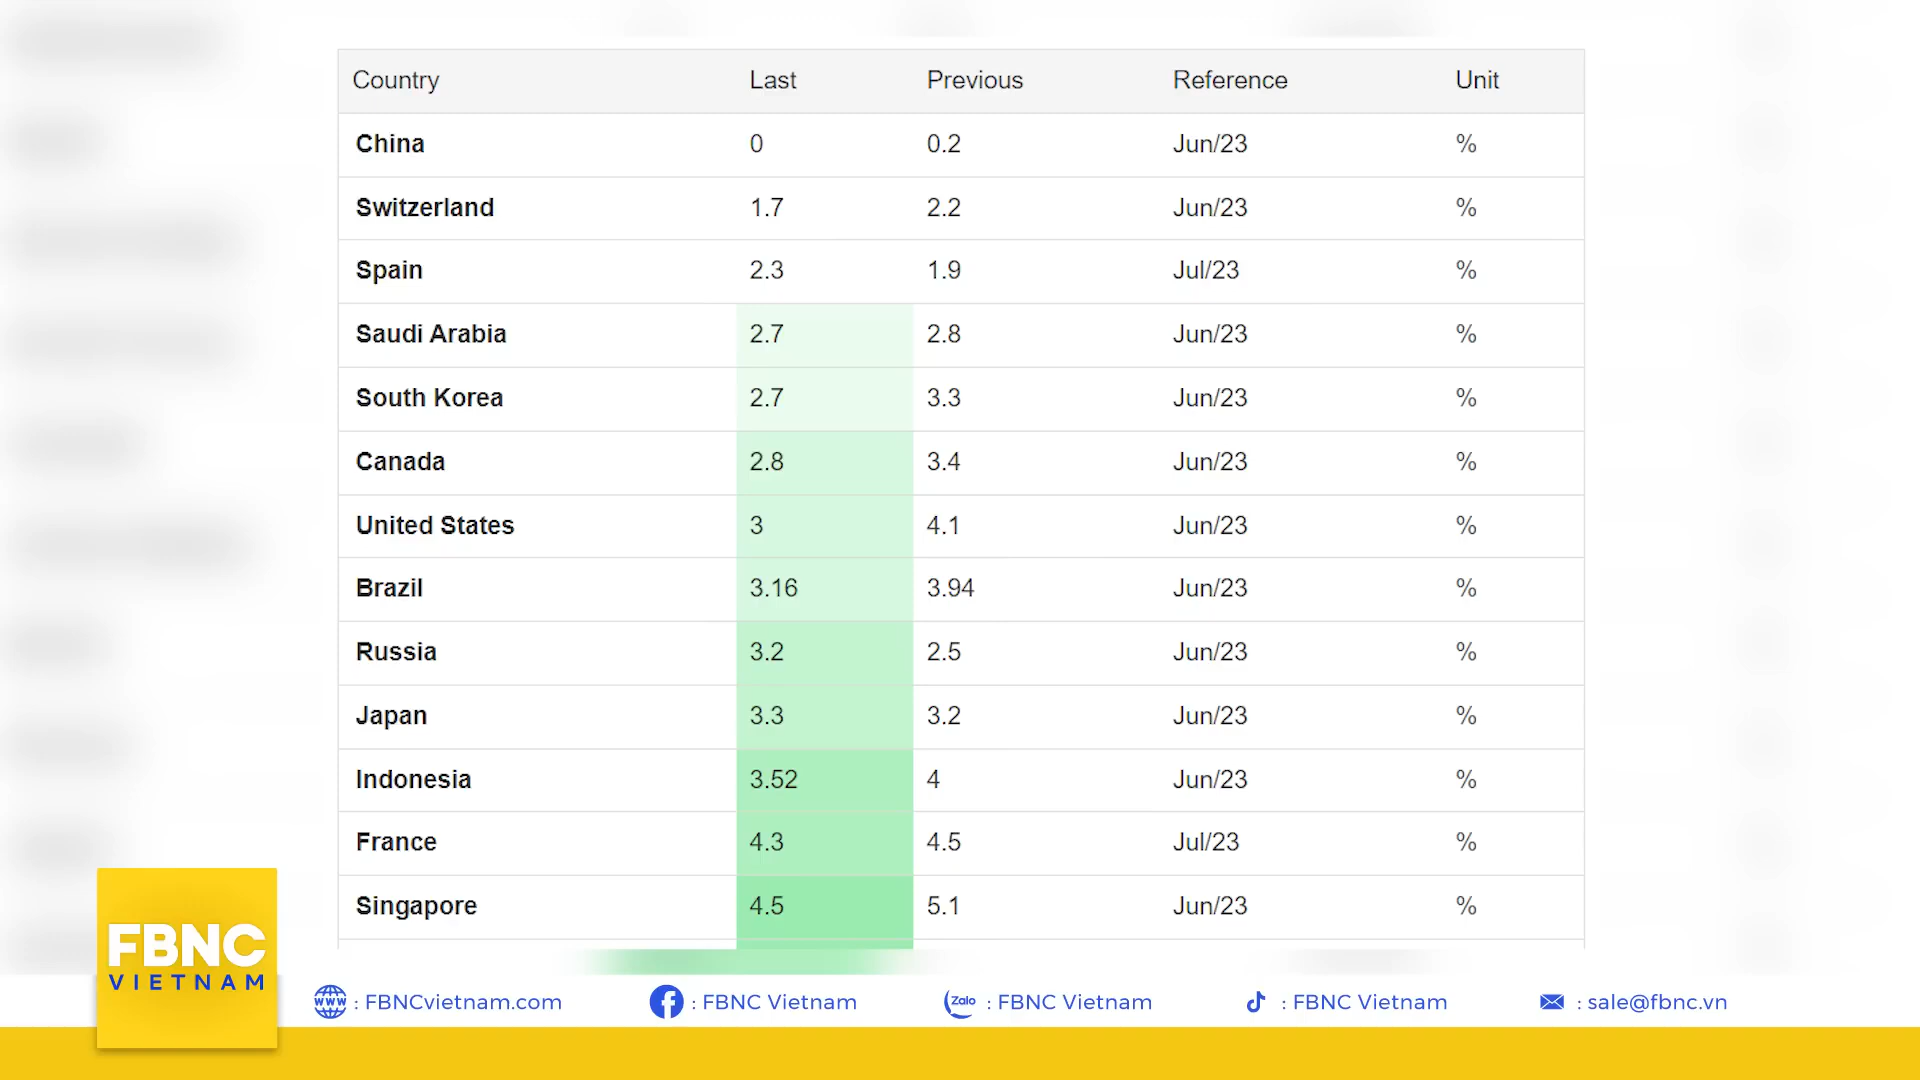 Country Last Previous Reference Unit
China 0 0.2 Jun/23 %
Switzerland 1.7 2.2 Jun/23 %
Spain 2.3 1.9 Jul/23 %
Saudi Arabia 2.7 2.8 Jun/23 %
South Korea 2.7 3.3 Jun/23 %
Canada 2.8 3.4 Jun/23 %
United States 3 4.1 Jun/23 %
Brazil 3.16 3.94 Jun/23 %
Russia 3.2 2.5 Jun/23 %
Japan 3.3 3.2 Jun/23 %
Indonesia 3.52 4 Jun/23 %
France 4.3 4.5 Jul/23 %
Singapore 4.5 5.1 Jun/23 %
FBNC
VIETNAM
www : FBNCvietnam.com : FBNC Vietnam Zalo : FBNC Vietnam : FBNC Vietnam : sale@fbnc.vn